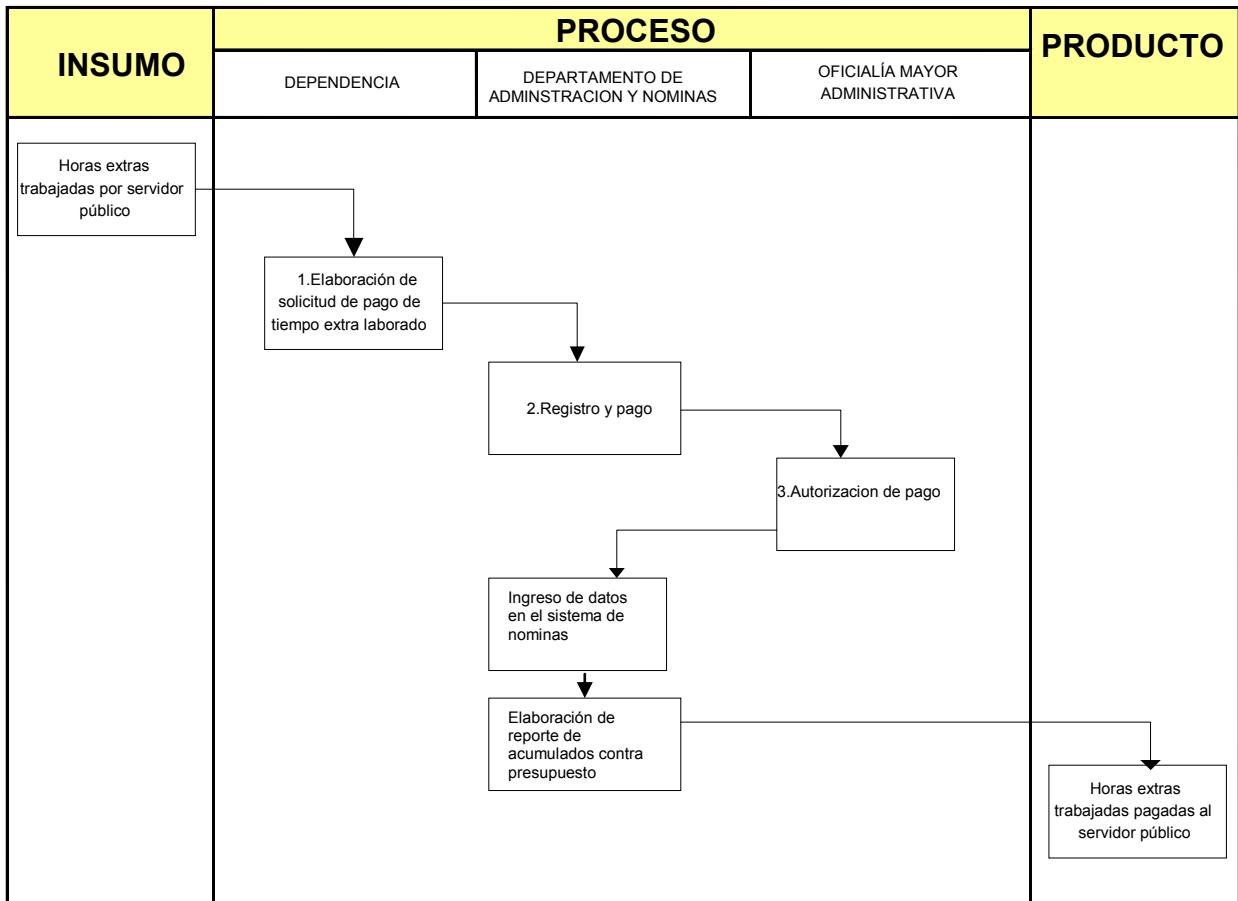 INSUMO
PROCESO
PRODUCTO
DEPENDENCIA
DEPARTAMENTO DE
ADMINSTRACION Y NOMINAS
OFICIALÍA MAYOR
ADMINISTRATIVA
Horas extras
trabajadas por servidor
público
1.Elaboración de
solicitud de pago de
tiempo extra laborado
2.Registro y pago
3.Autorizacion de pago
Ingreso de datos
en el sistema de
nominas
Elaboración de
reporte de
acumulados contra
presupuesto
Horas extras
trabajadas pagadas al
servidor público